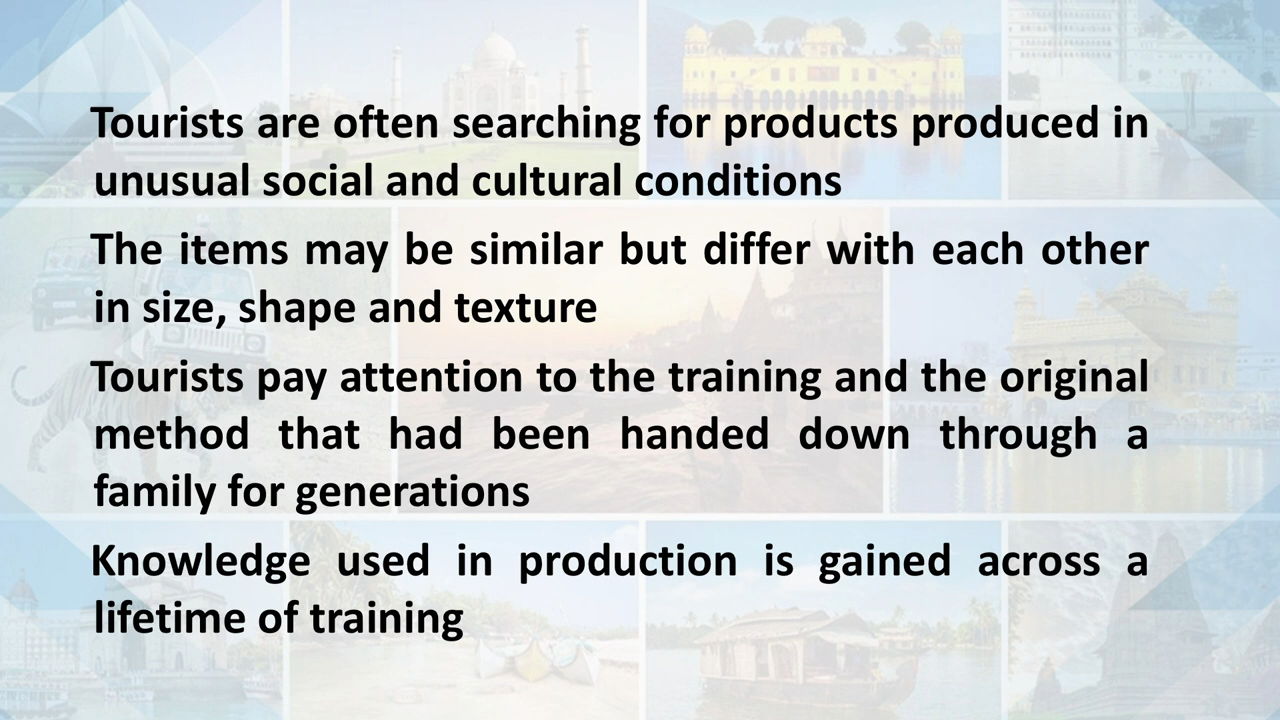 Tourists are often searching for products produced in
unusual social and cultural conditions
The items may be similar but differ with each other
in size, shape and texture
Tourists pay attention to the training and the original
method that had been handed down through a
family for generations
Knowledge used in production is gained across a
lifetime of training